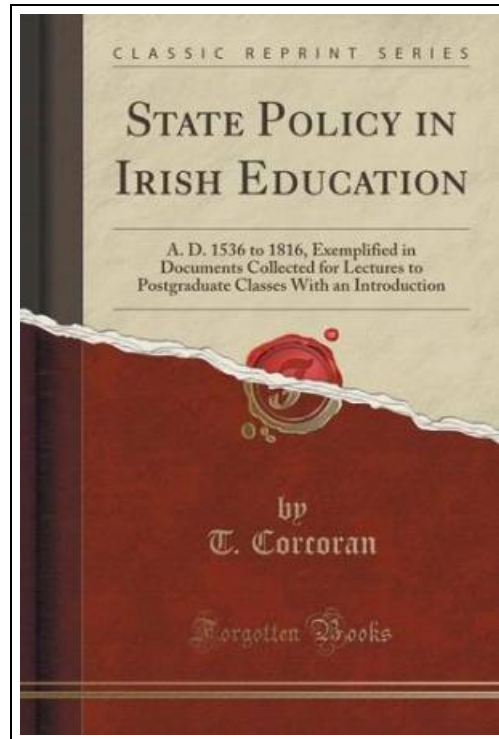 CLASSIC REPRINT SERIES
STATE POLICY IN
IRISH EDUCATION
A. D. 1536 to 1816, Exemplified in
Documents Collected for Lectures to
Postgraduate Classes With an Introduction
by
T. Corcoran
Forgotten Books